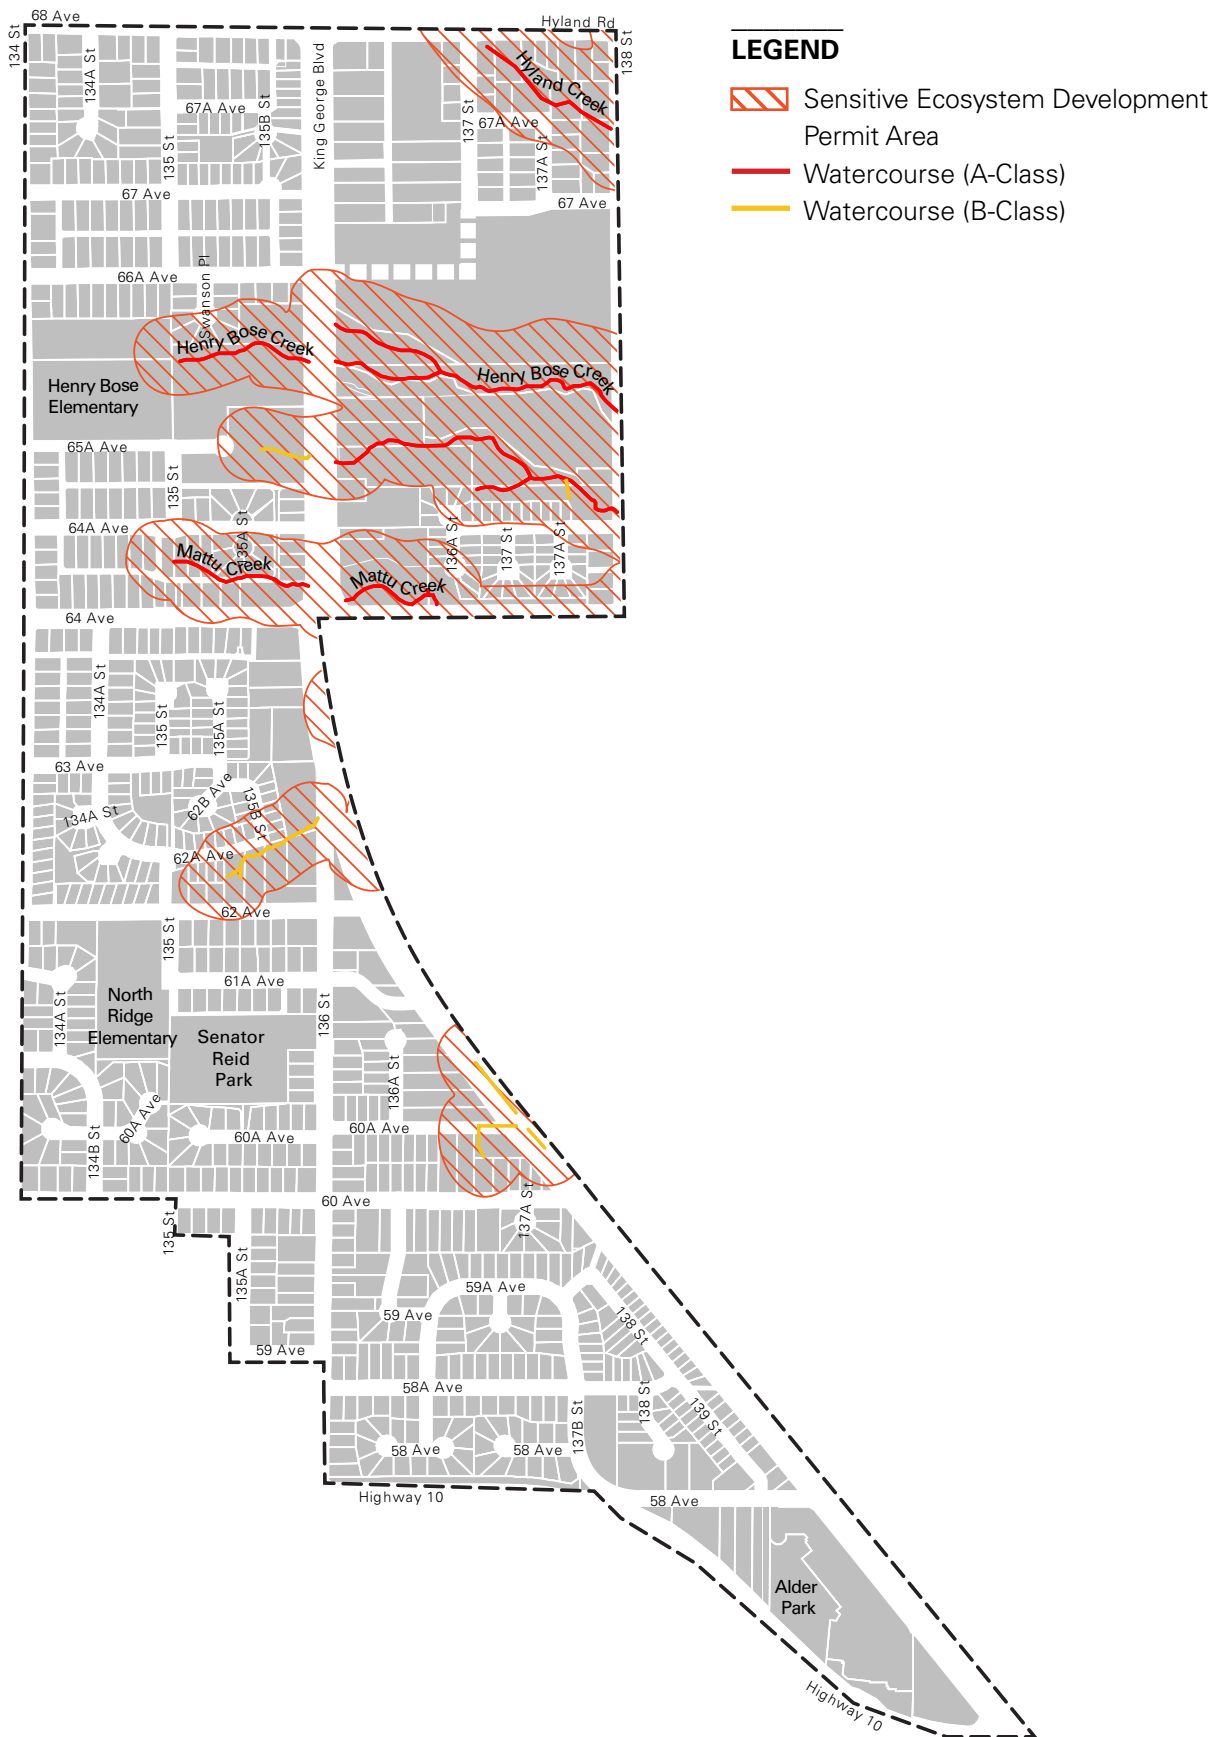 68 Ave
Hyland Rd
134 St
134A St
King George Blvd
138 St
LEGEND
Sensitive Ecosystem Development
Permit Area
Watercourse (A-Class)
Watercourse (B-Class)
Hyland Creek
67A Ave
135B St
137 St
67A Ave
135 St
137A St
67 Ave
67 Ave
66A Ave
Swanson Pl
Henry Bose Creek
Henry Bose Creek
Henry Bose
Elementary
65A Ave
135 St
64A Ave
135A St
136A St
137 St
137A St
Mattu Creek
Mattu Creek
64 Ave
134A St
135 St
135A St
63 Ave
62B Ave
135B St
134A St
62A Ave
62 Ave
135 St
61A Ave
North
Ridge
Elementary
134A St
136 St
Senator
Reid
Park
136A St
60A Ave
60A Ave
60A Ave
134B St
60 Ave
135 St
137A St
135A St
59A Ave
59 Ave
138 St
59 Ave
58A Ave
138 St
139 St
137B St
58 Ave
58 Ave
Highway 10
58 Ave
Alder
Park
Highway 10